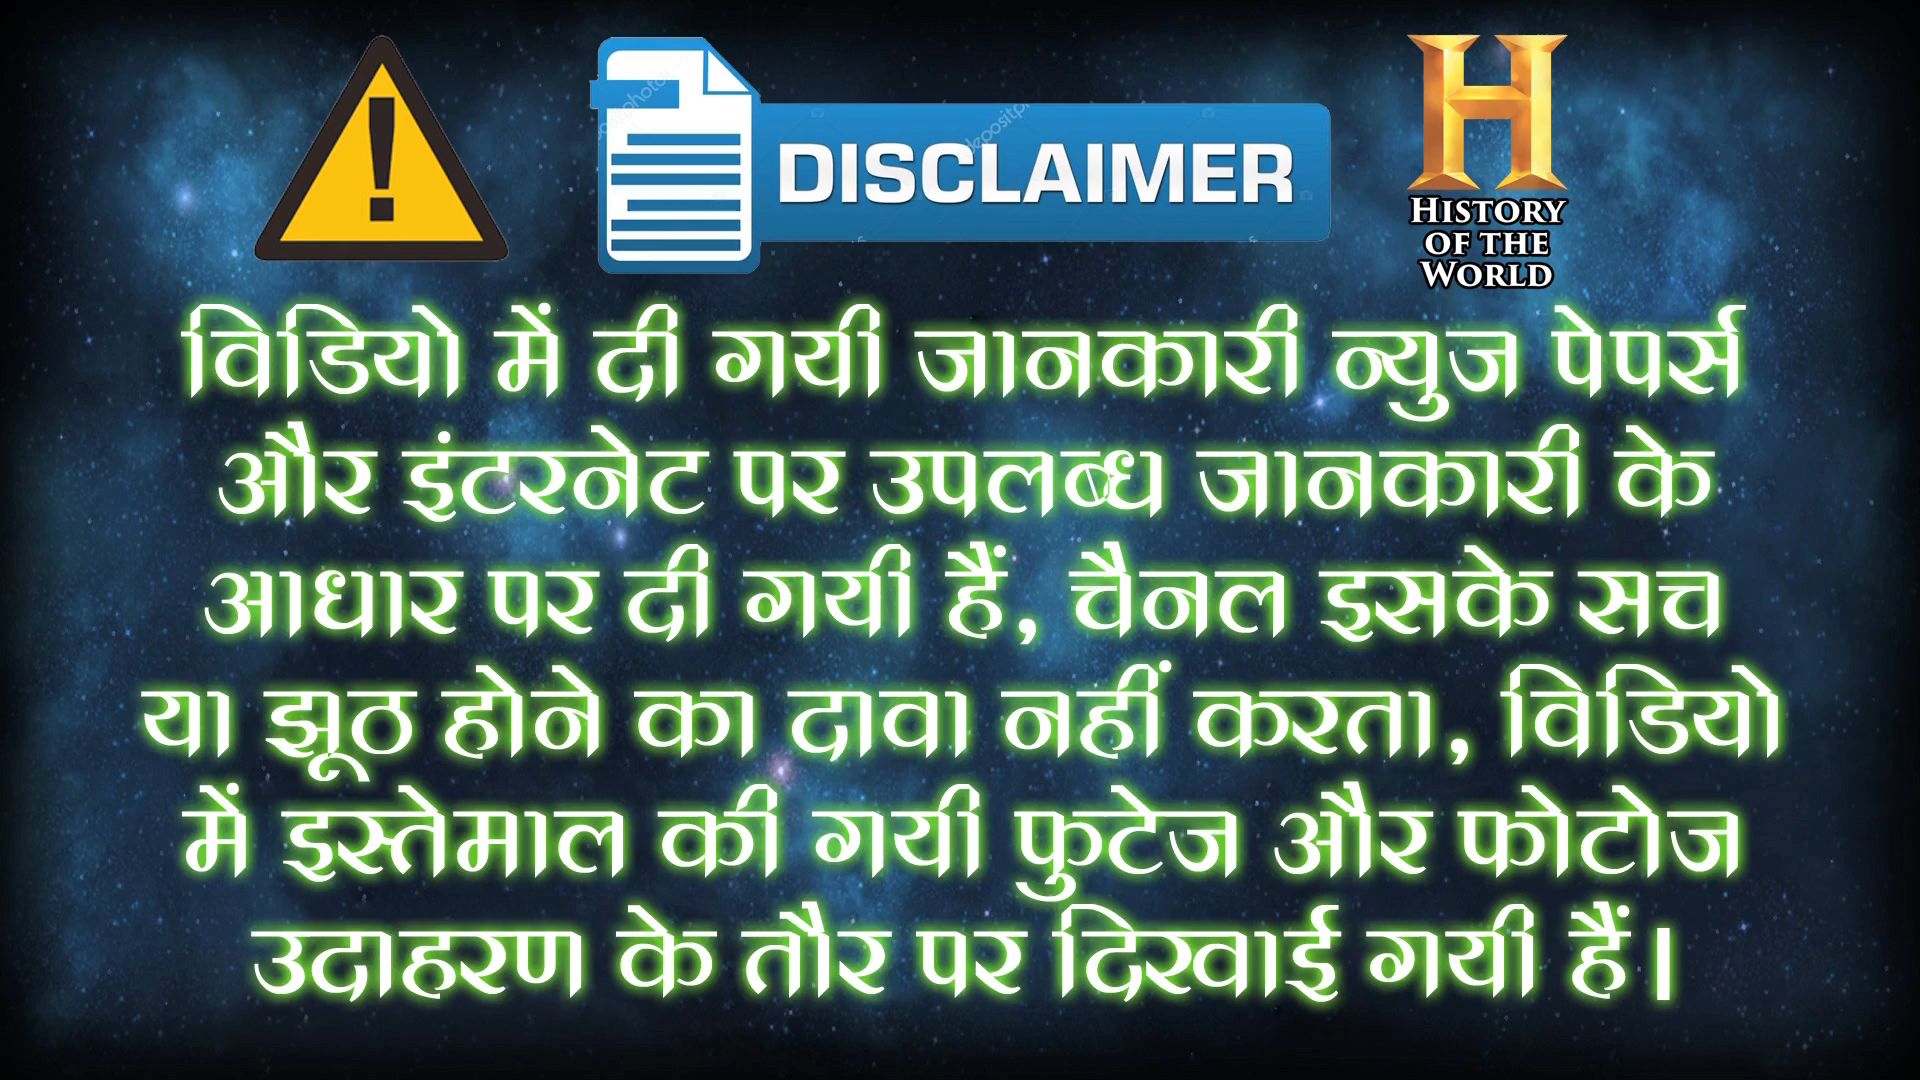 DISCLAIMER
HISTORY
OF THE
WORLD
विडियो में दी गयी जानकारी न्युज पेपर्स
और इंटरनेट पर उपलब्ध जानकारी के
आधार पर दी गयी हैं, चैनल इसके सच
या झूठ होने का दावा नहीं करता, विडियो
में इस्तेमाल की गयी फुटेज और फोटोज
उदाहरण के तौर पर दिखाई गयी हैं।